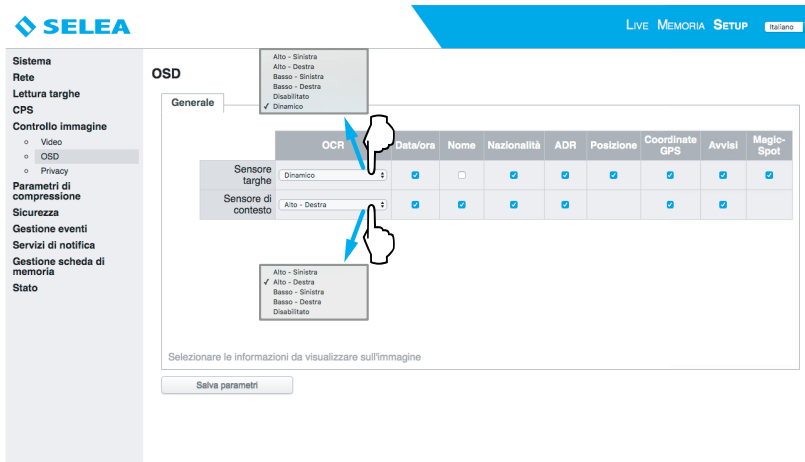 SELEA
Live Memoria Setup Italiano
Sistema
Rete
Lettura targhe
CPS
Controllo immagine
Video
OSD
Privacy
Parametri di
compressione
Sicurezza
Gestione eventi
Servizi di notifica
Gestione scheda di
memoria
Stato
OSD
Generale
Alto - Sinistra
Alto - Destra
Basso - Sinistra
Basso - Destra
Disabilitato
✓ Dinamico
OCR Data/ora Nome Nazionalità ADR Posizione Coordinate
GPS Avvisi Magic-
Spot
Sensore
targhe Dinamico
Sensore di
contesto Alto - Destra
Alto - Sinistra
✓ Alto - Destra
Basso - Sinistra
Basso - Destra
Disabilitato
Selezionare le informazioni da visualizzare sull'immagine
Salva parametri